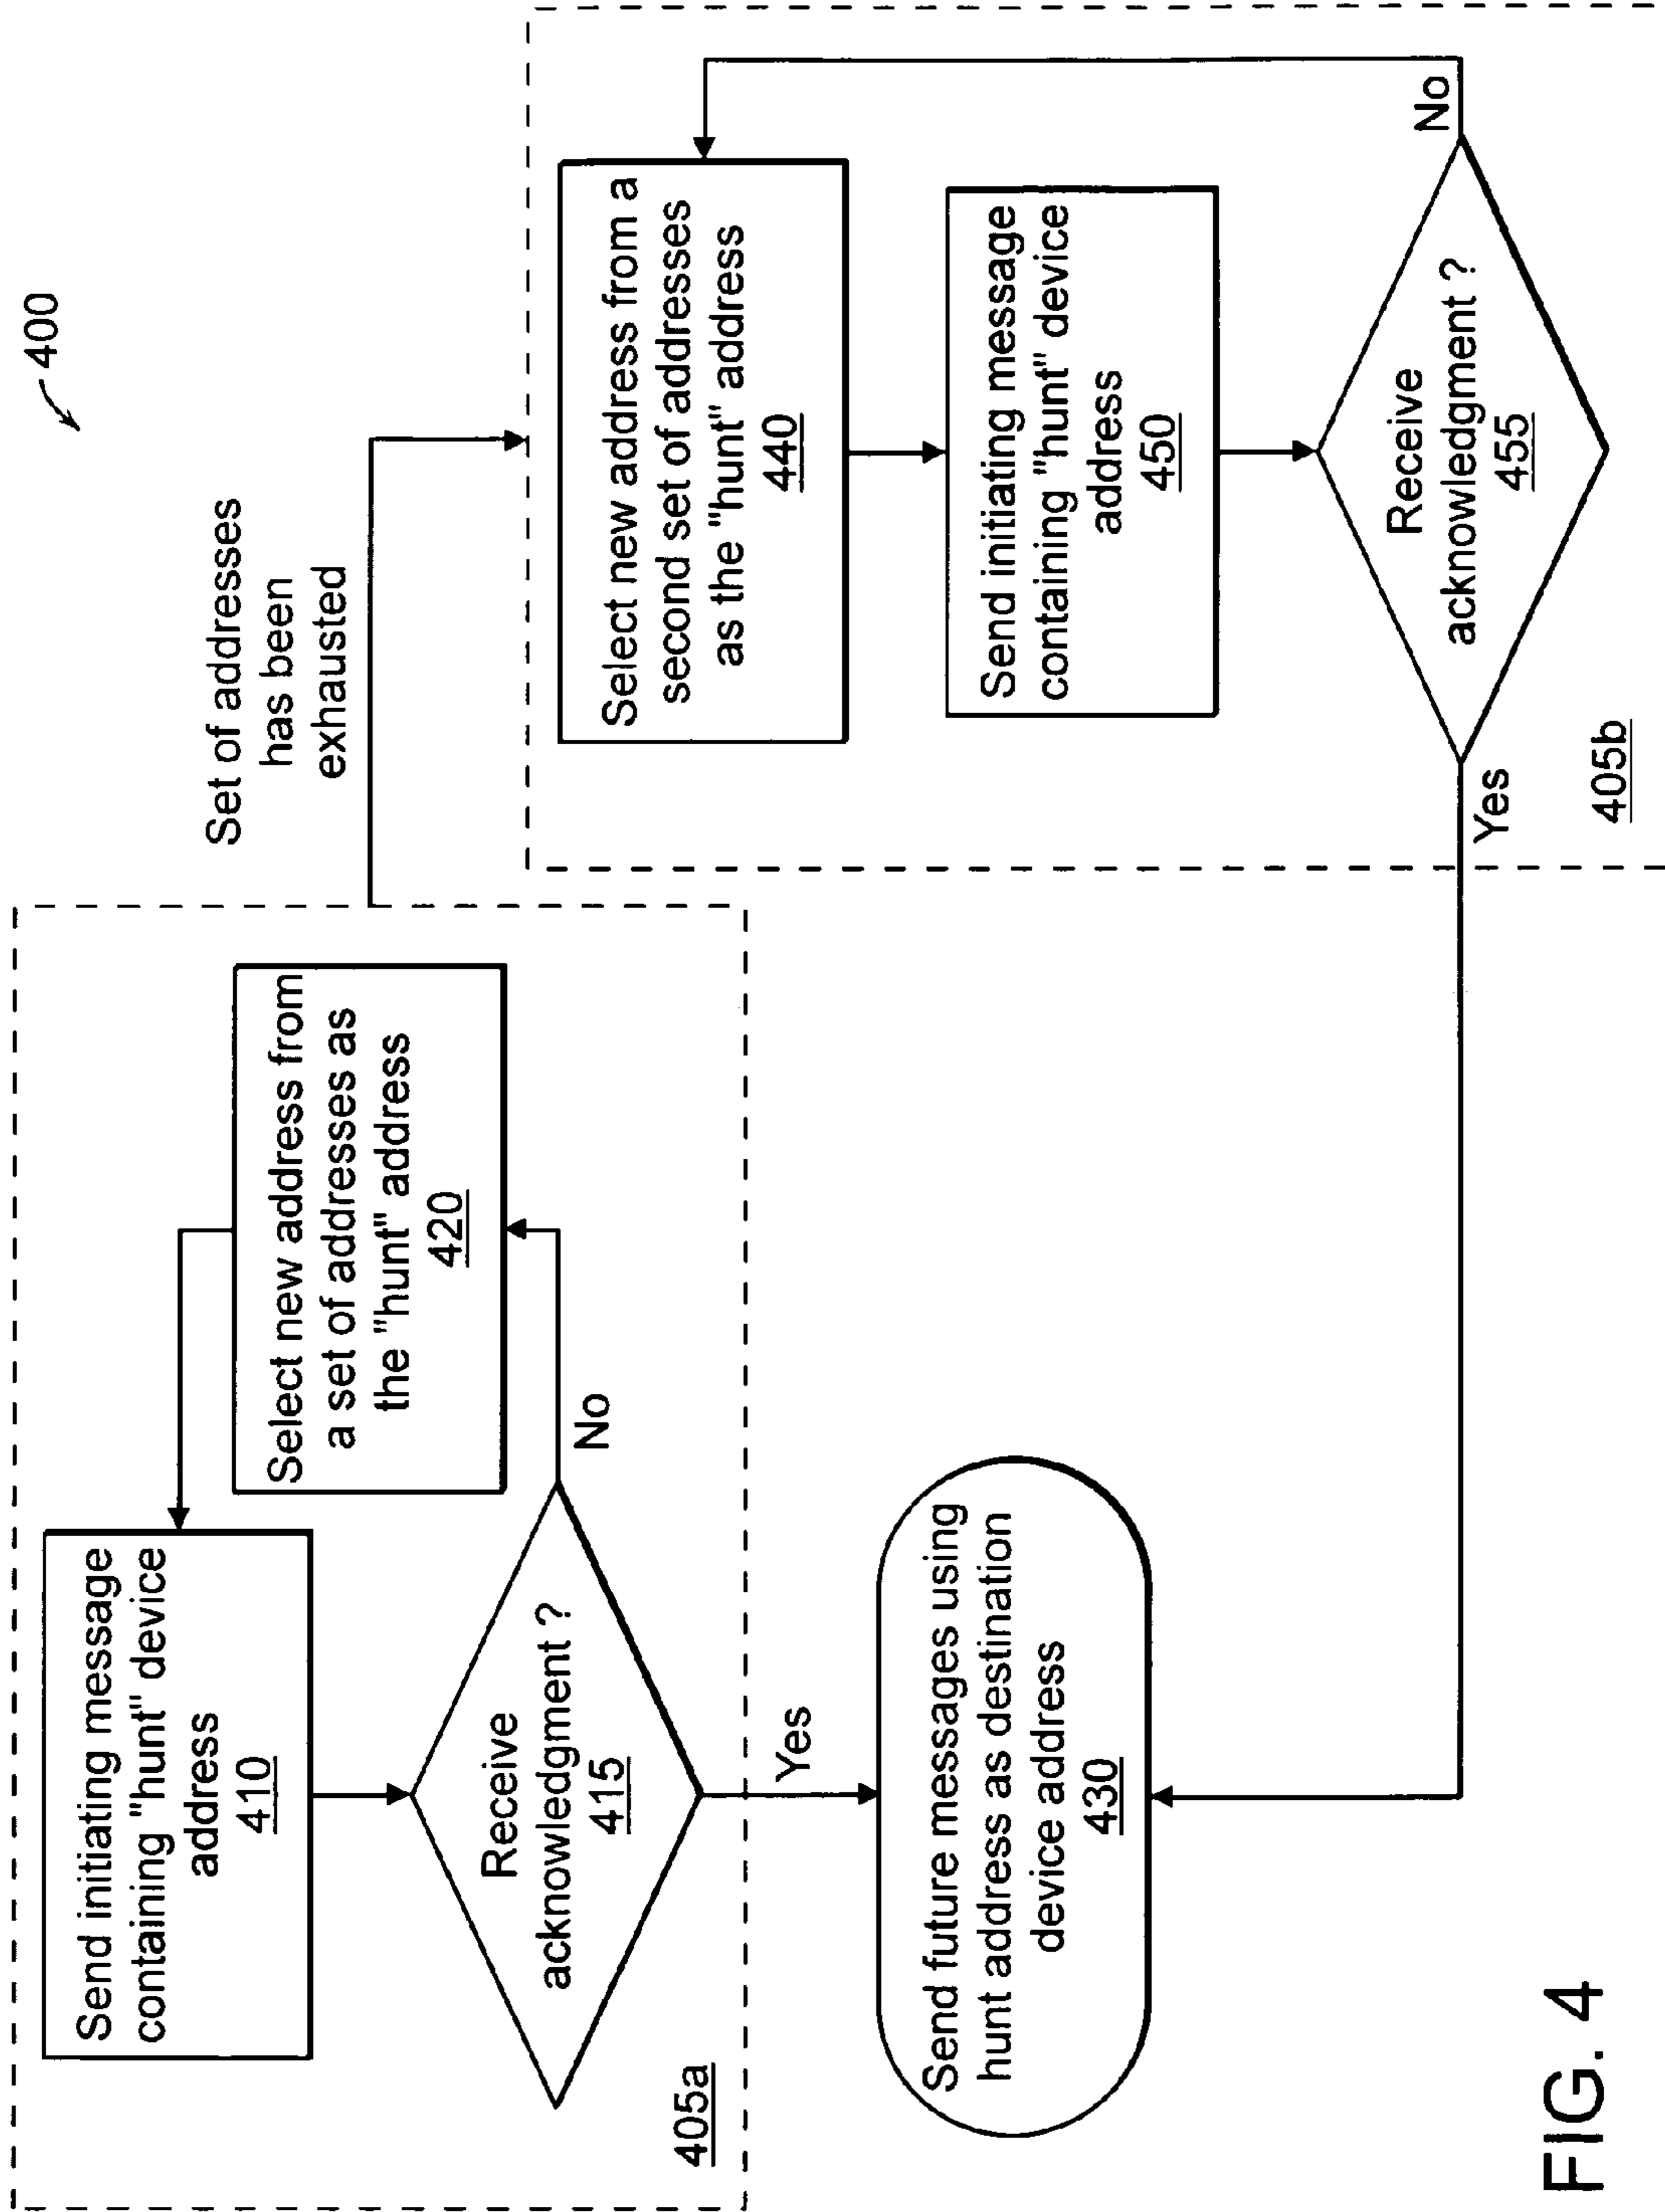 400
Send initiating message
containing "hunt" device
address
410
Receive
acknowledgment ?
415
No
Select new address from
a set of addresses as
the "hunt" address
420
405a
Yes
Set of addresses
has been
exhausted
Select new address from a
second set of addresses
as the "hunt" address
440
Send initiating message
containing "hunt" device
address
450
Receive
acknowledgment ?
455
No
Yes
405b
Send future messages using
hunt address as destination
device address
430
FIG. 4